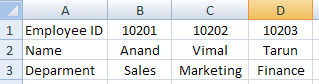 A B C D
1 Employee ID 10201 10202 10203
2 Name Anand Vimal Tarun
3 Deparment Sales Marketing Finance